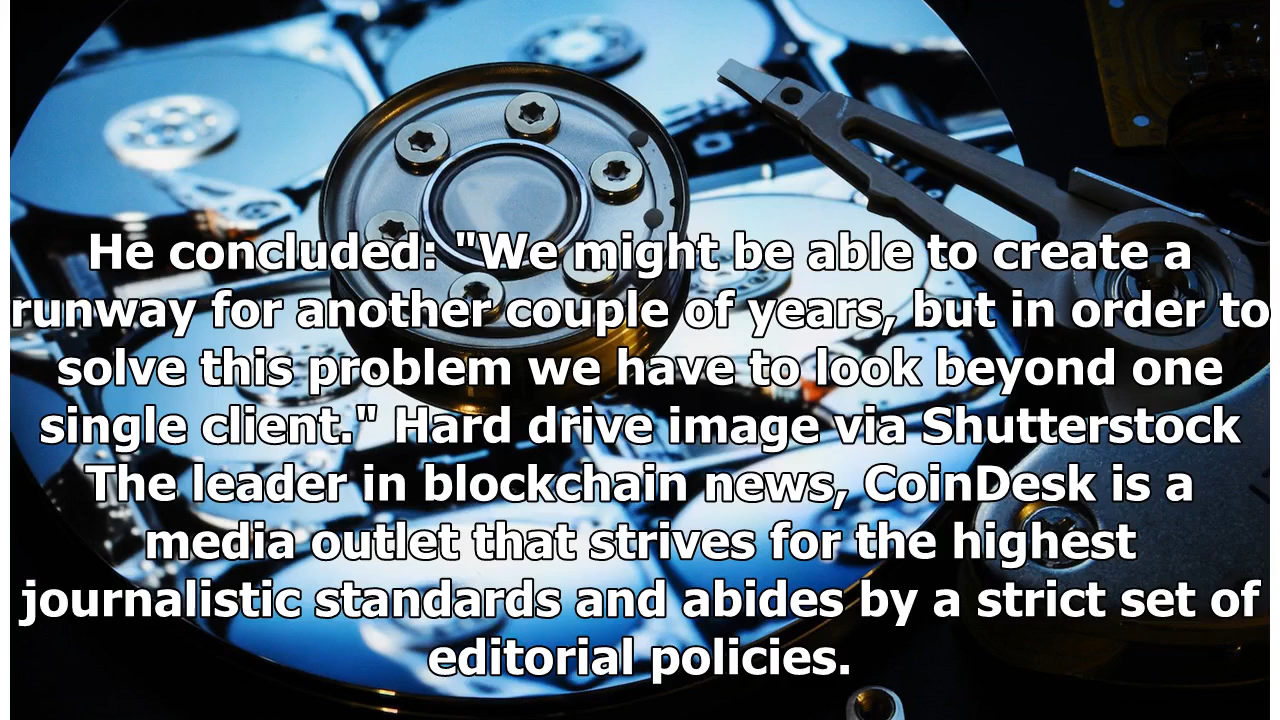 He concluded: "We might be able to create a
runway for another couple of years, but in order to
solve this problem we have to look beyond one
single client." Hard drive image via Shutterstock
The leader in blockchain news, CoinDesk is a
media outlet that strives for the highest
journalistic standards and abides by a strict set of
editorial policies.